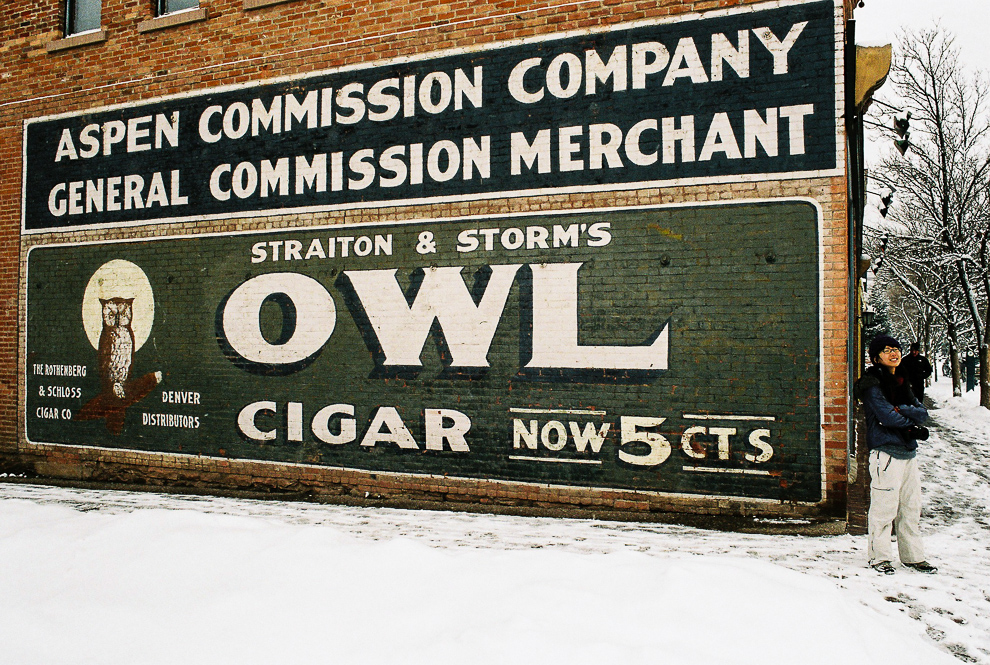 ASPEN COMMISSION COMPANY
GENERAL COMMISSION MERCHANT
STRAITON & STORM'S
OWL
CIGAR NOW 5 CTS
THE ROTHENBERG
& SCHLOSS
CIGAR CO
DENVER
DISTRIBUTORS